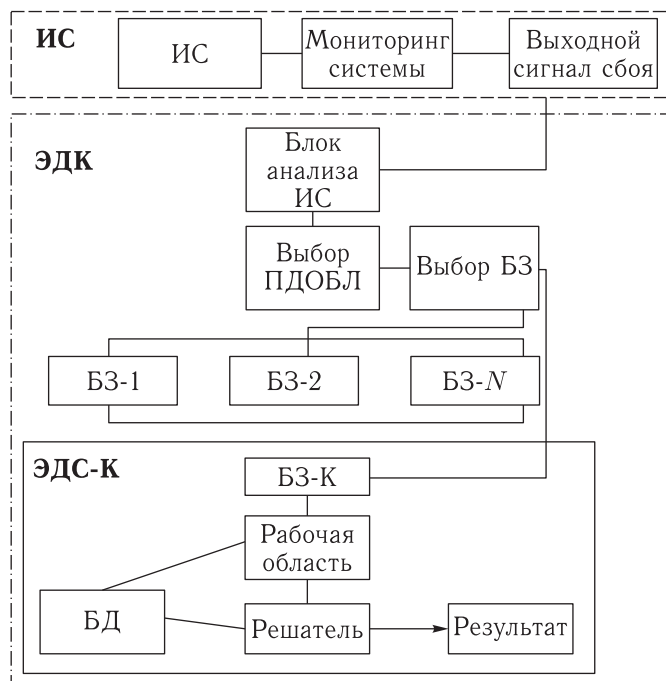 ИС
ИС
Мониторинг
системы
Выходной
сигнал сбоя
ЭДК
Блок
анализа
ИС
Выбор
ПДОБЛ
Выбор БЗ
БЗ-1
БЗ-2
БЗ-N
ЭДС-К
БЗ-К
Рабочая
область
БД
Решатель
Результат